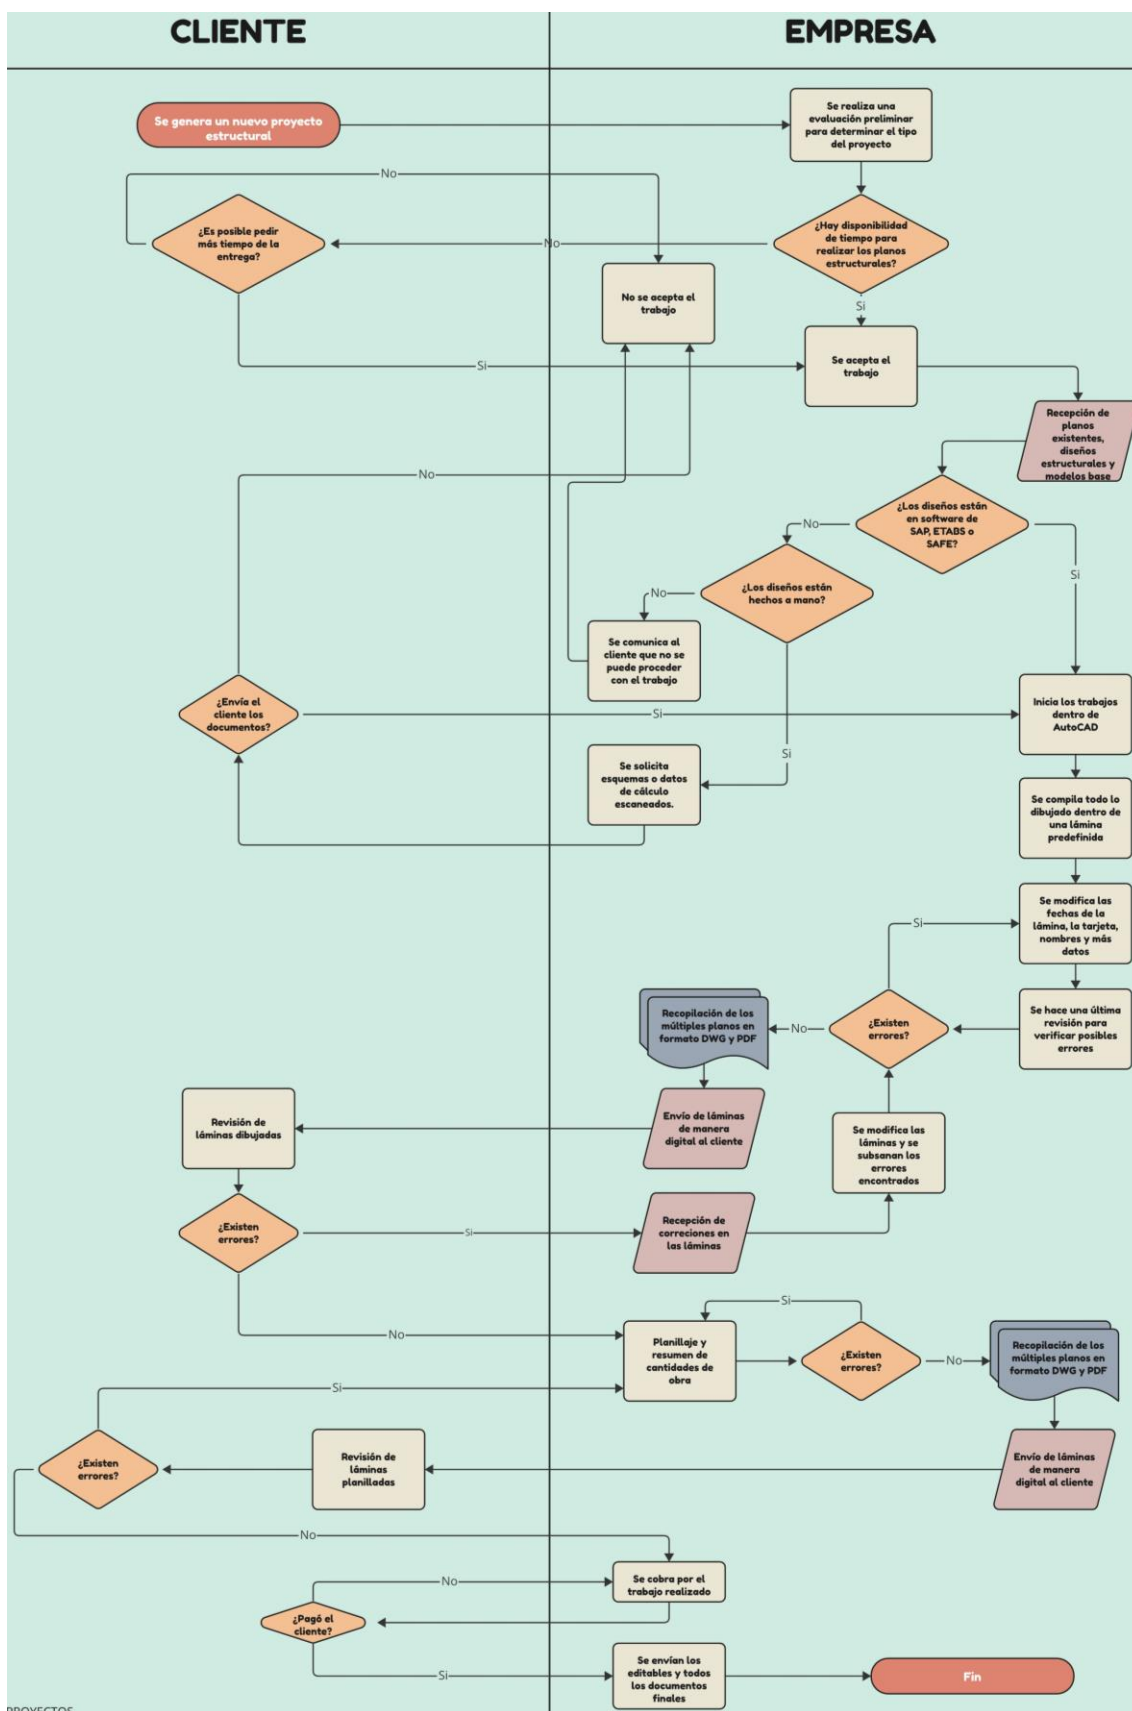 CLIENTE
EMPRESA
Se genera un nuevo proyecto
estructural
Se realiza una
evaluación preliminar
para determinar el tipo
del proyecto
No
¿Es posible pedir
más tiempo de la
entrega?
No
¿Hay disponibilidad
de tiempo para
realizar los planos
estructurales?
No se acepta el
trabajo
Si
Si
Se acepta el
trabajo
Recepción de
planos
existentes,
diseños
estructurales y
modelos base
No
¿Los diseños están
en software de
SAP, ETABS o
SAFE?
No
Si
¿Los diseños están
hechos a mano?
No
Se comunica al
cliente que no se
puede proceder
con el trabajo
¿Envía el
cliente los
documentos?
Si
Inicia los trabajos
dentro de
AutoCAD
Si
Se solicita
esquemas o datos
de cálculo
escaneados.
Se compila todo lo
dibujado dentro de
una lámina
predefinida
Se modifica las
fechas de la
lámina, la tarjeta,
nombres y más
datos
Si
Recopilación de los
múltiples planos en
formato DWG y PDF
No
¿Existen
errores?
Se hace una última
revisión para
verificar posibles
errores
Revisión de
láminas dibujadas
Envío de láminas
de manera
digital al cliente
Se modifica las
láminas y se
subsanan los
errores
encontrados
¿Existen
errores?
Si
Recepción de
correciones en
las láminas
No
Si
Planillaje y
resumen de
cantidades de
obra
¿Existen
errores?
No
Recopilación de los
múltiples planos en
formato DWG y PDF
Si
¿Existen
errores?
Revisión de
láminas
planilladas
Envío de láminas
de manera
digital al cliente
No
No
Se cobra por el
trabajo realizado
¿Pagó el
cliente?
Si
Se envían los
editables y todos
los documentos
finales
Fin
PROYECTOS